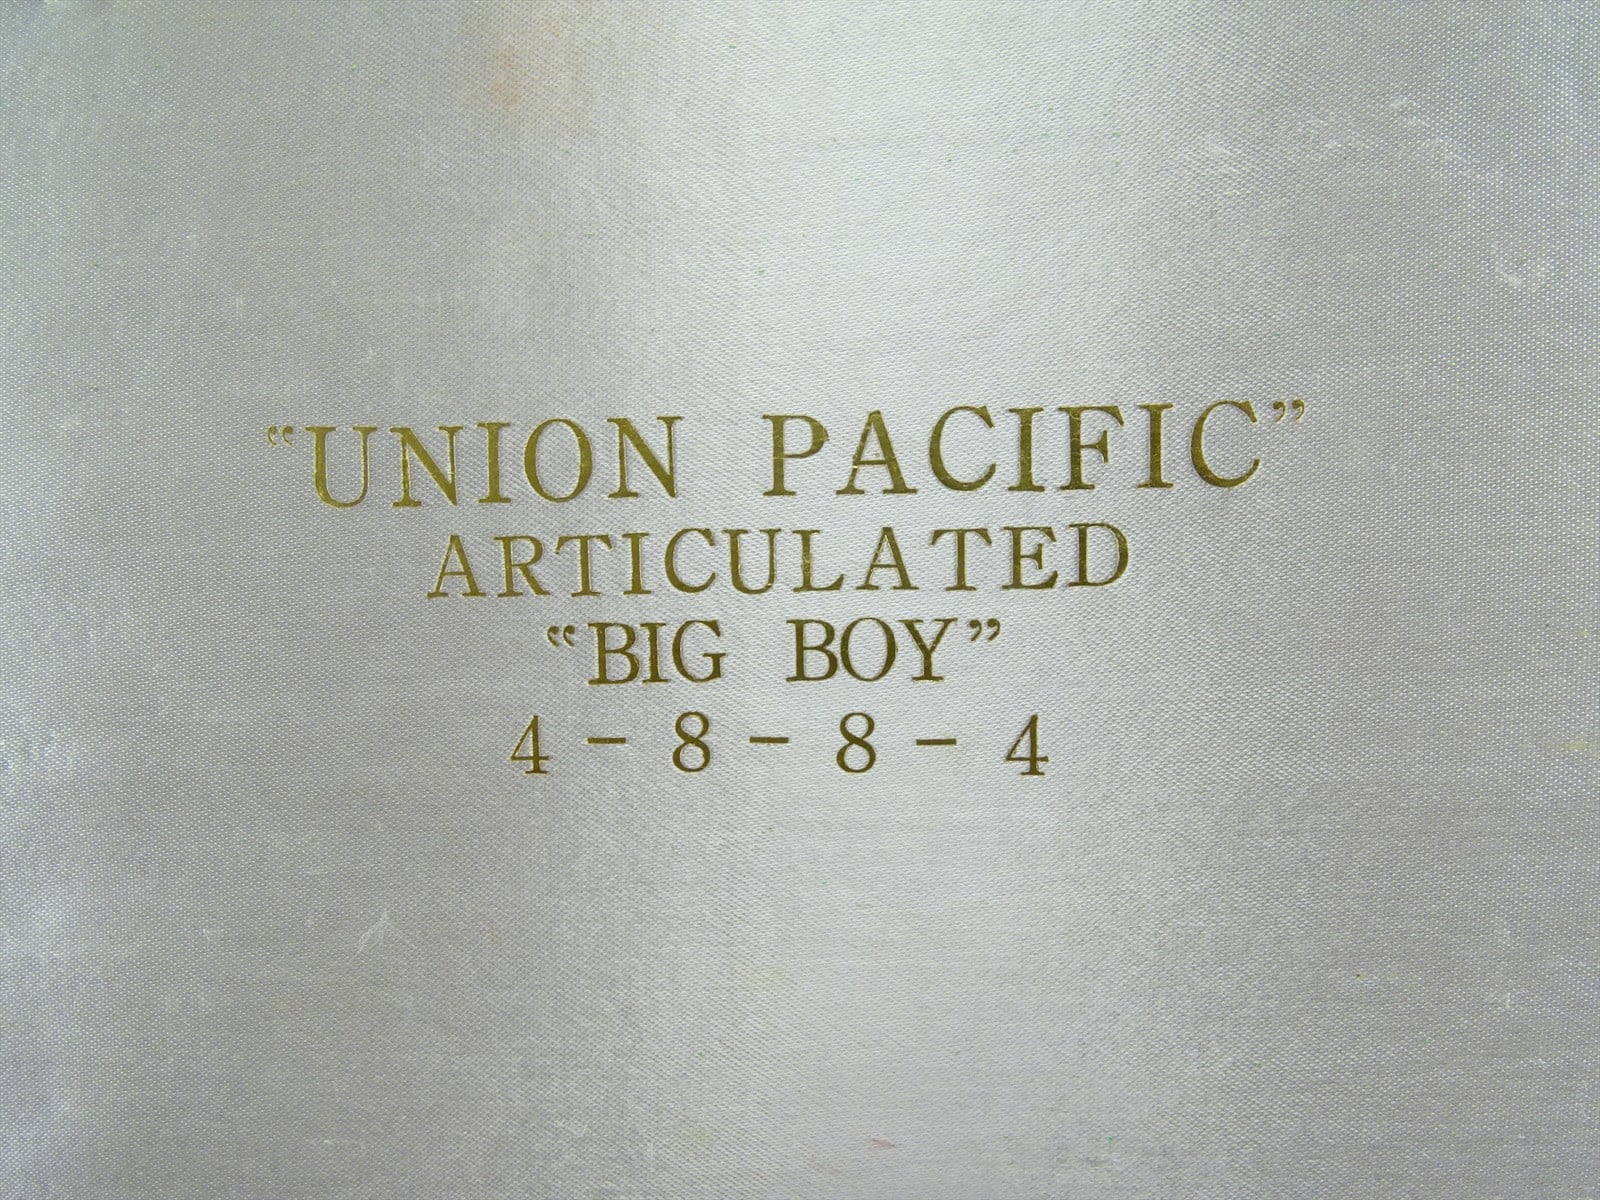 “UNION PACIFIC”
ARTICULATED
“BIG BOY”
4 - 8 - 8 - 4